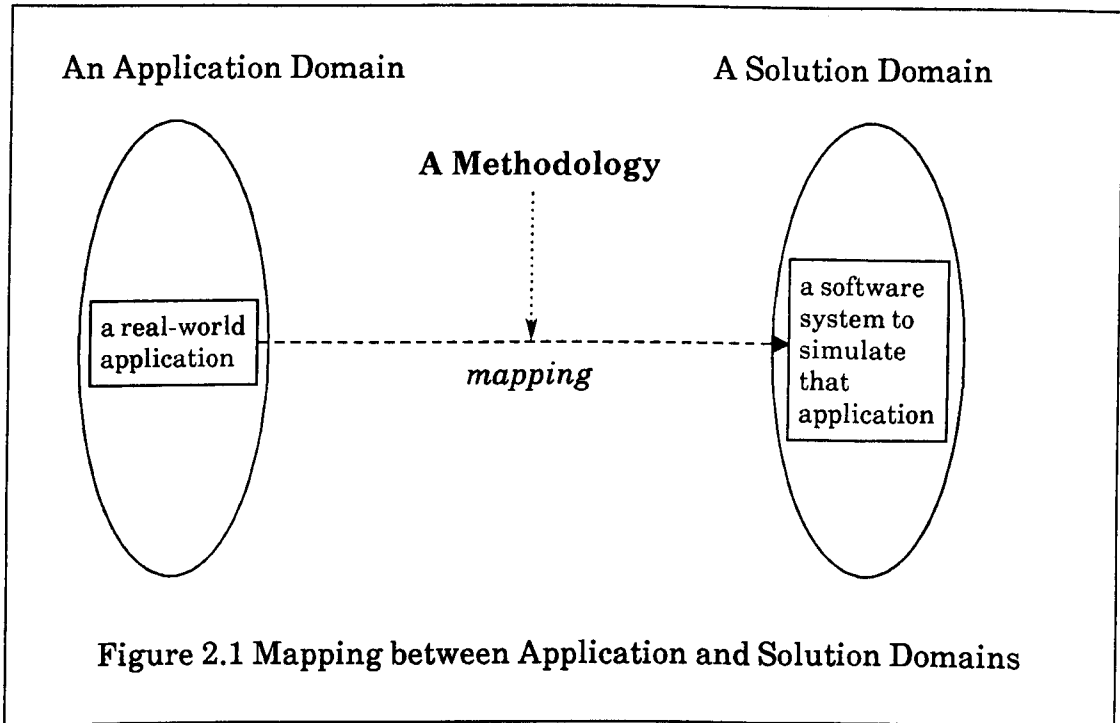 An Application Domain
A Solution Domain
A Methodology
a real-world
application
mapping
a software
system to
simulate
that
application
Figure 2.1 Mapping between Application and Solution Domains